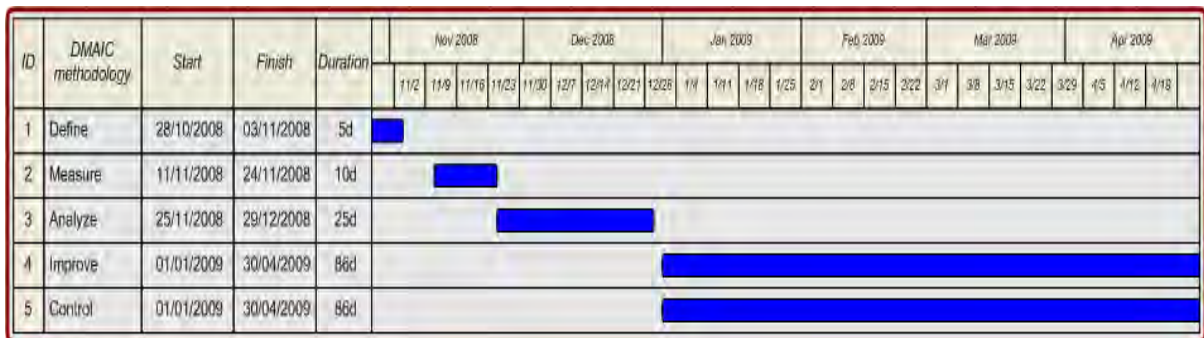 ID DMAIC methodology Start Finish Duration Nov 2008 Dec 2008 Jan 2009 Feb 2009 Mar 2009 Apr 2009
11/2 11/9 11/16 11/23 11/30 12/7 12/14 12/21 12/28 1/4 1/11 1/18 1/25 2/1 2/8 2/15 2/22 3/1 3/8 3/15 3/22 3/29 4/5 4/12 4/19
1 Define 28/10/2008 03/11/2008 5d
2 Measure 11/11/2008 24/11/2008 10d
3 Analyze 25/11/2008 29/12/2008 25d
4 Improve 01/01/2009 30/04/2009 86d
5 Control 01/01/2009 30/04/2009 86d